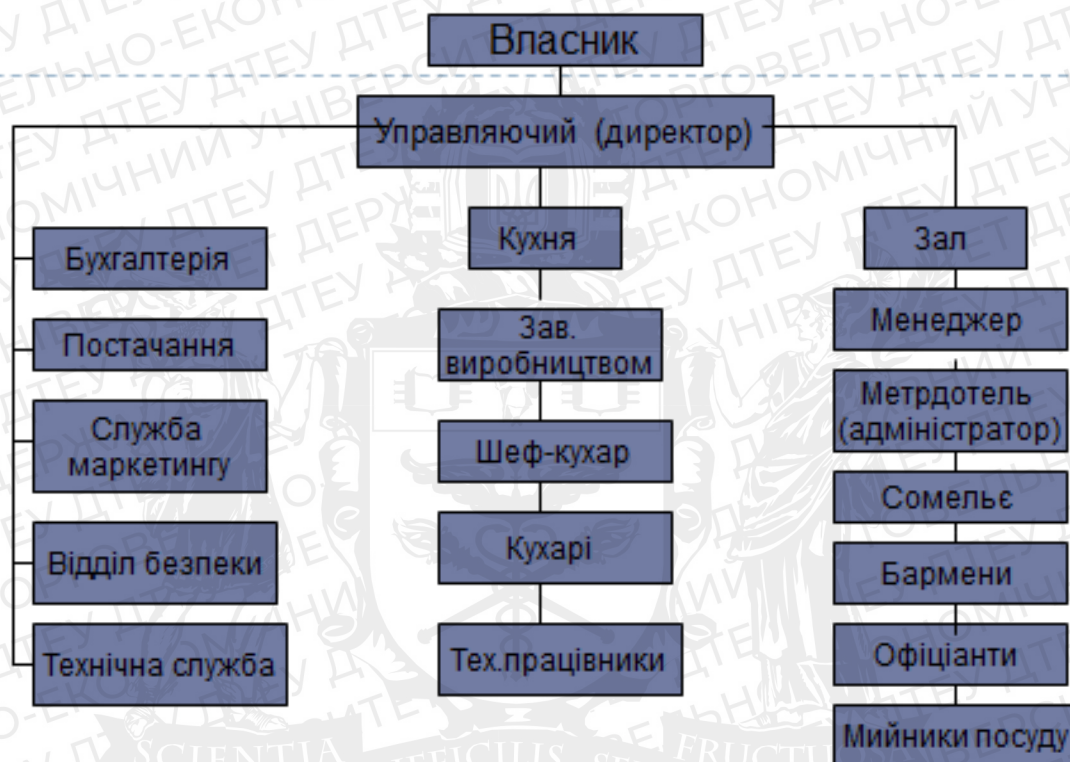 Власник
Управляючий (директор)
Бухгалтерія
Постачання
Служба
маркетингу
Відділ безпеки
Технічна служба
Кухня
Зав.
виробництвом
Шеф-кухар
Кухарі
Тех.працівники
Зал
Менеджер
Метрдотель
(адміністратор)
Сомельє
Бармени
Офіціанти
Мийники посуду